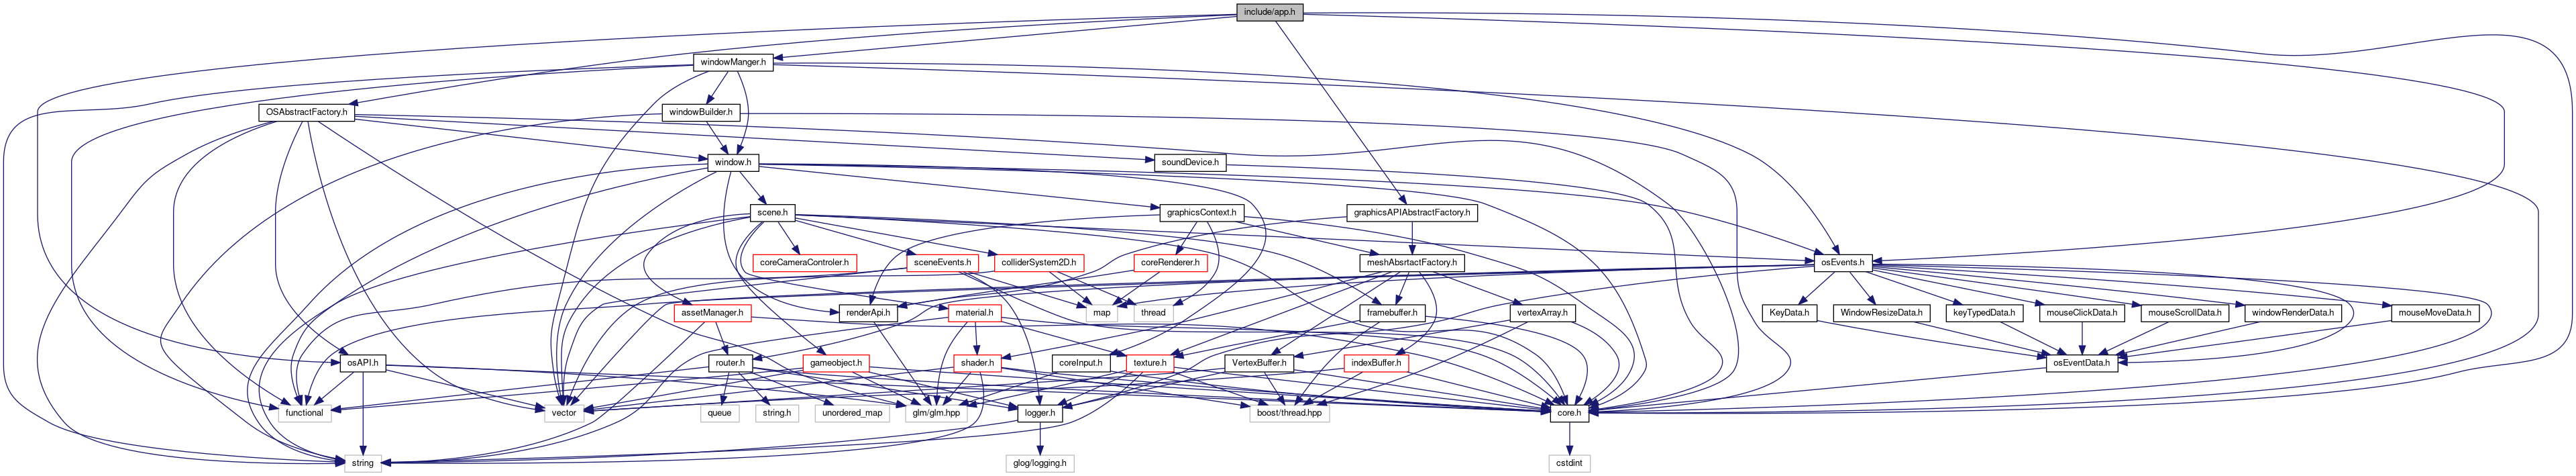 include/app.h
windowManger.h
OSAbstractFactory.h
windowBuilder.h
window.h
soundDevice.h
scene.h
graphicsContext.h
graphicsAPIAbstractFactory.h
coreCameraControler.h
sceneEvents.h
colliderSystem2D.h
coreRenderer.h
meshAbsrtactFactory.h
osEvents.h
assetManager.h
renderApi.h
material.h
map
thread
framebuffer.h
vertexArray.h
KeyData.h
WindowResizeData.h
keyTypedData.h
mouseClickData.h
mouseScrollData.h
windowRenderData.h
mouseMoveData.h
osAPI.h
router.h
gameobject.h
shader.h
coreInput.h
texture.h
VertexBuffer.h
indexBuffer.h
osEventData.h
functional
vector
queue
string.h
unordered_map
glm/glm.hpp
logger.h
boost/thread.hpp
core.h
string
glog/logging.h
cstdint